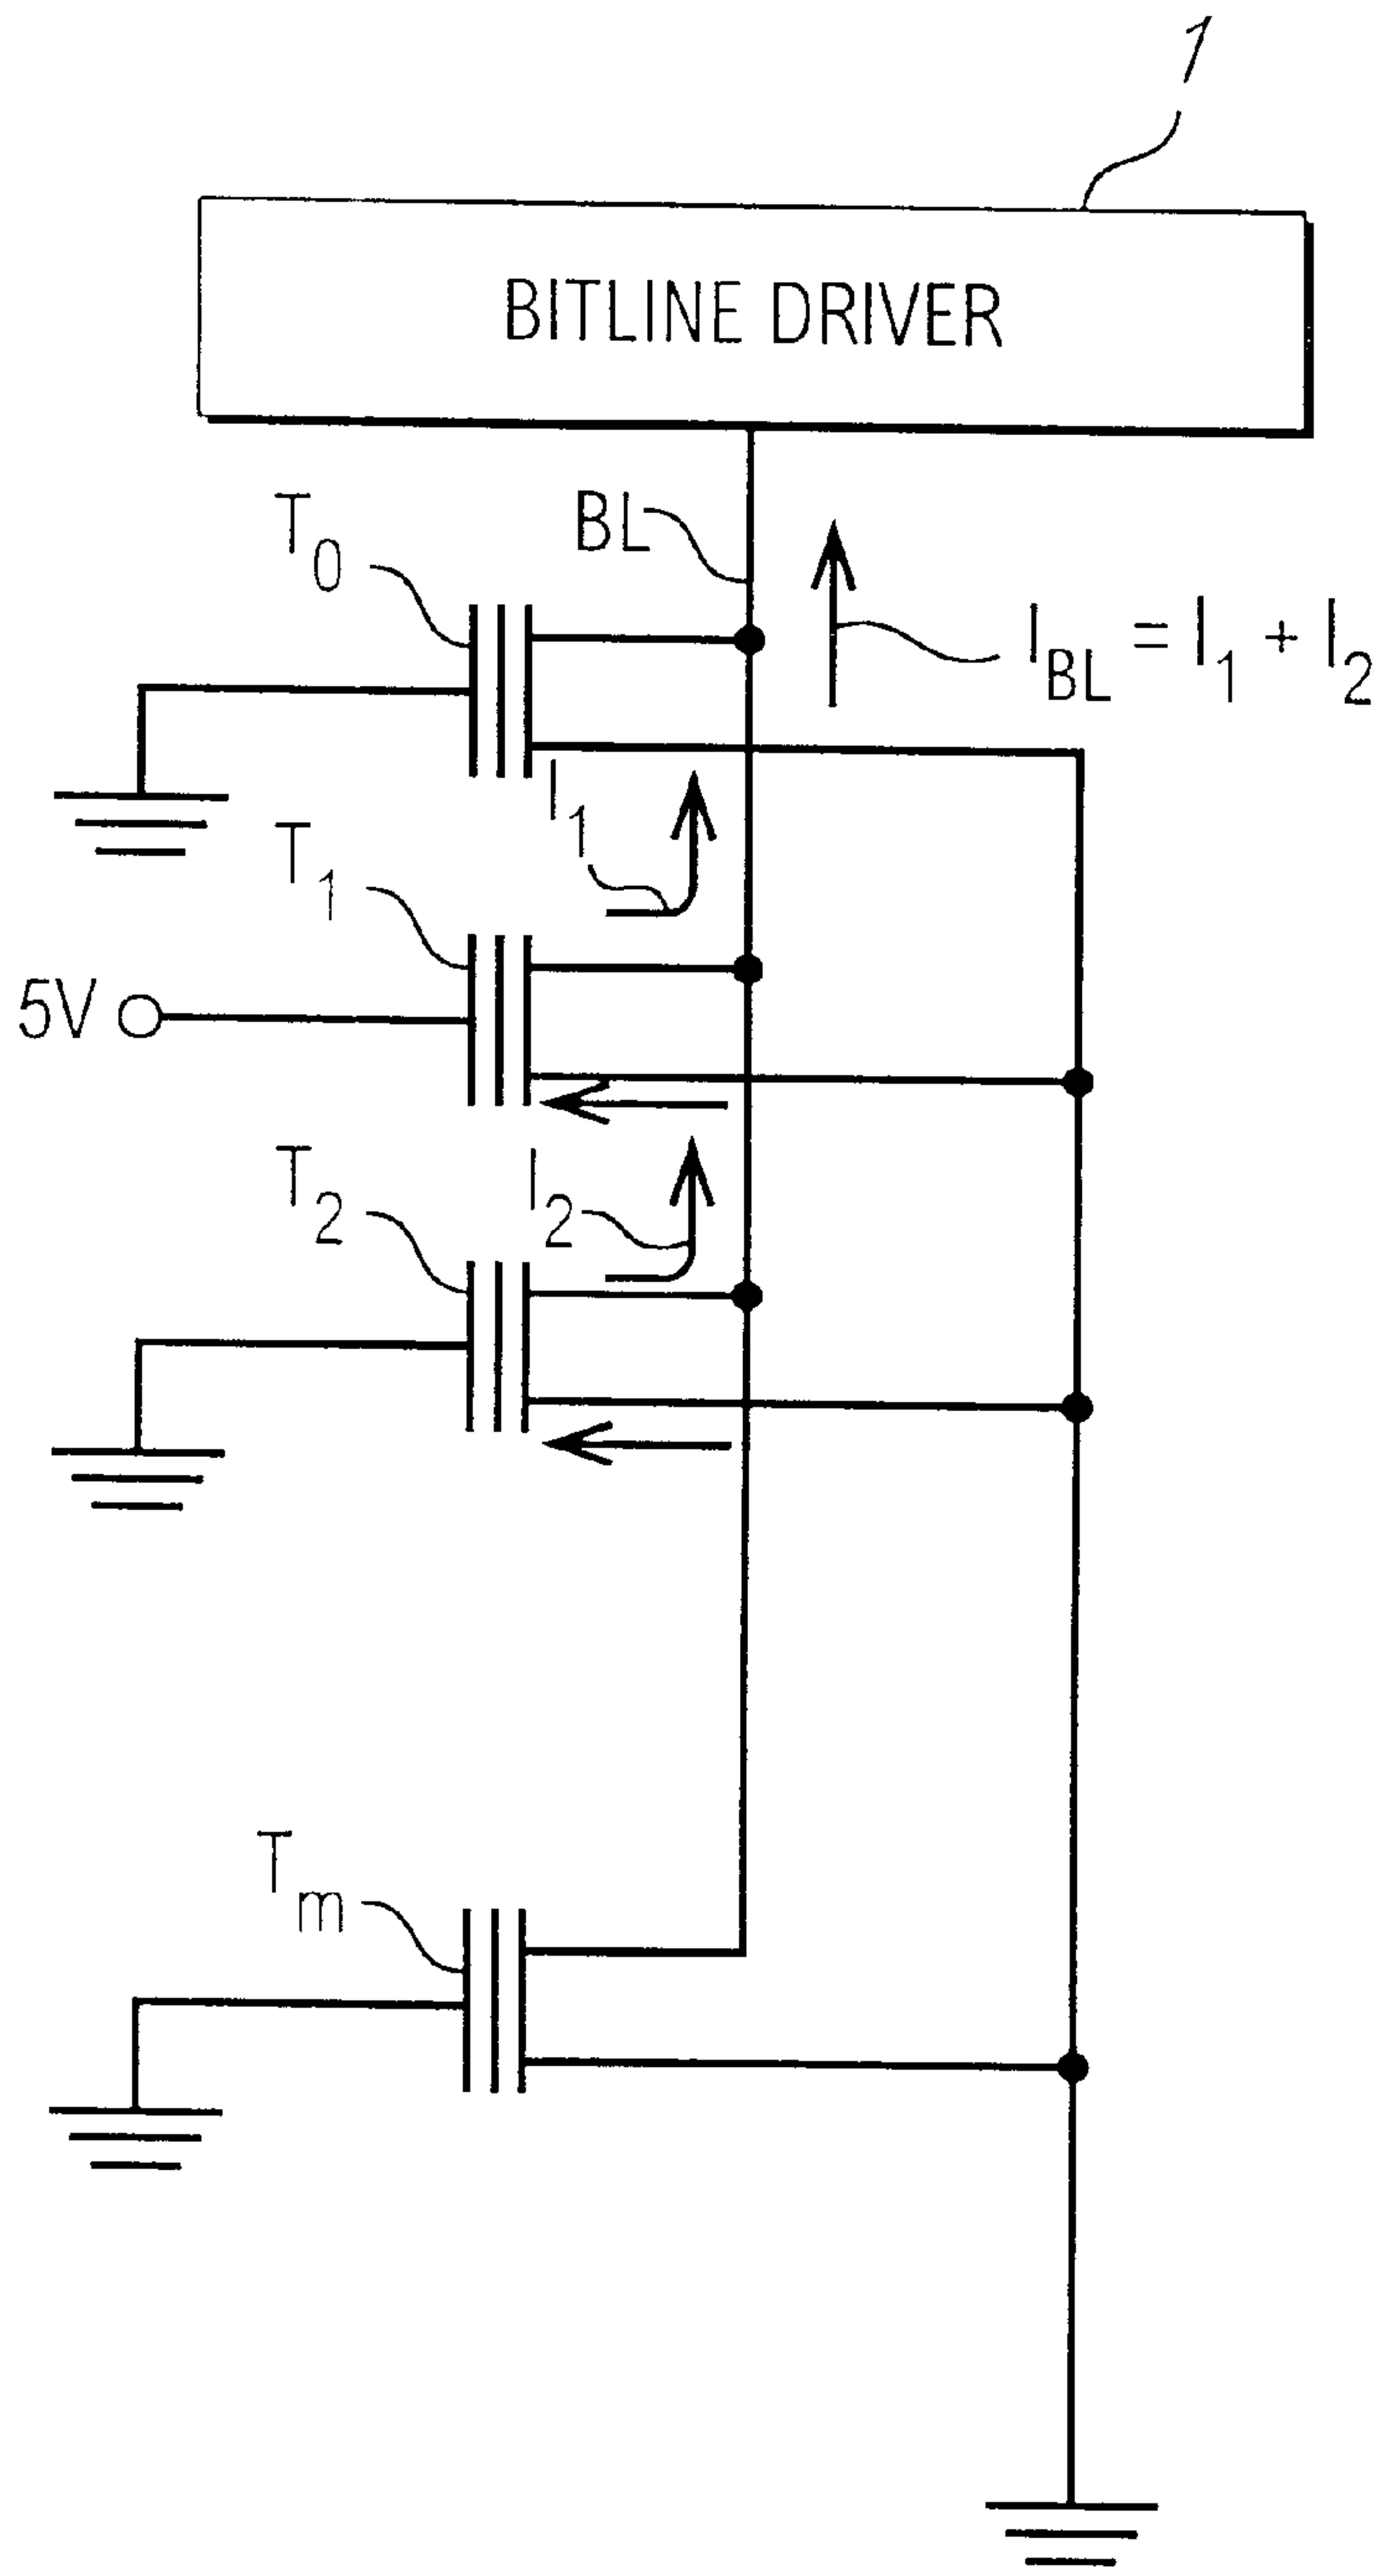 1
BITLINE DRIVER
T0
BL
IBL = I1 + I2
I1
T1
5V
T2
I2
Tm